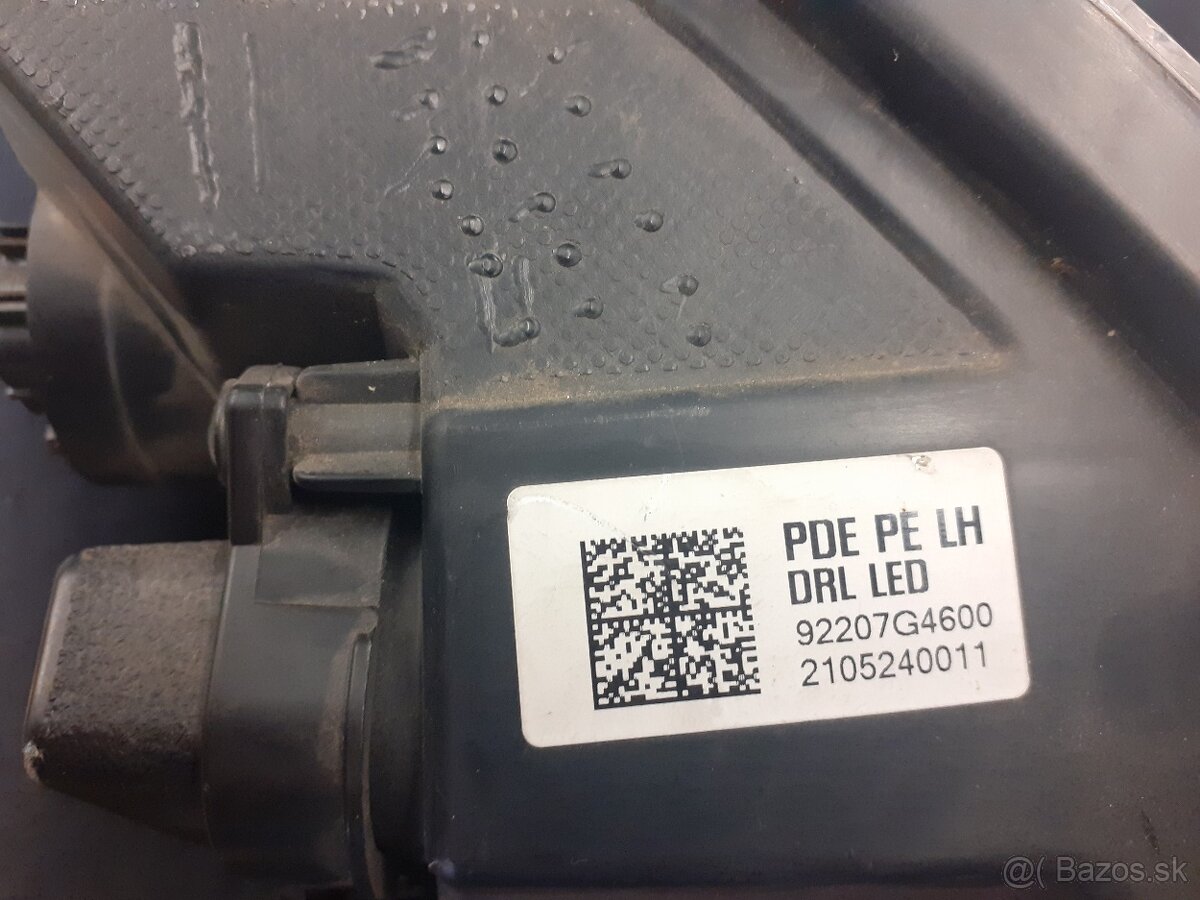 PDE PE LH
DRL LED
92207G4600
2105240011
@( Bazos.sk